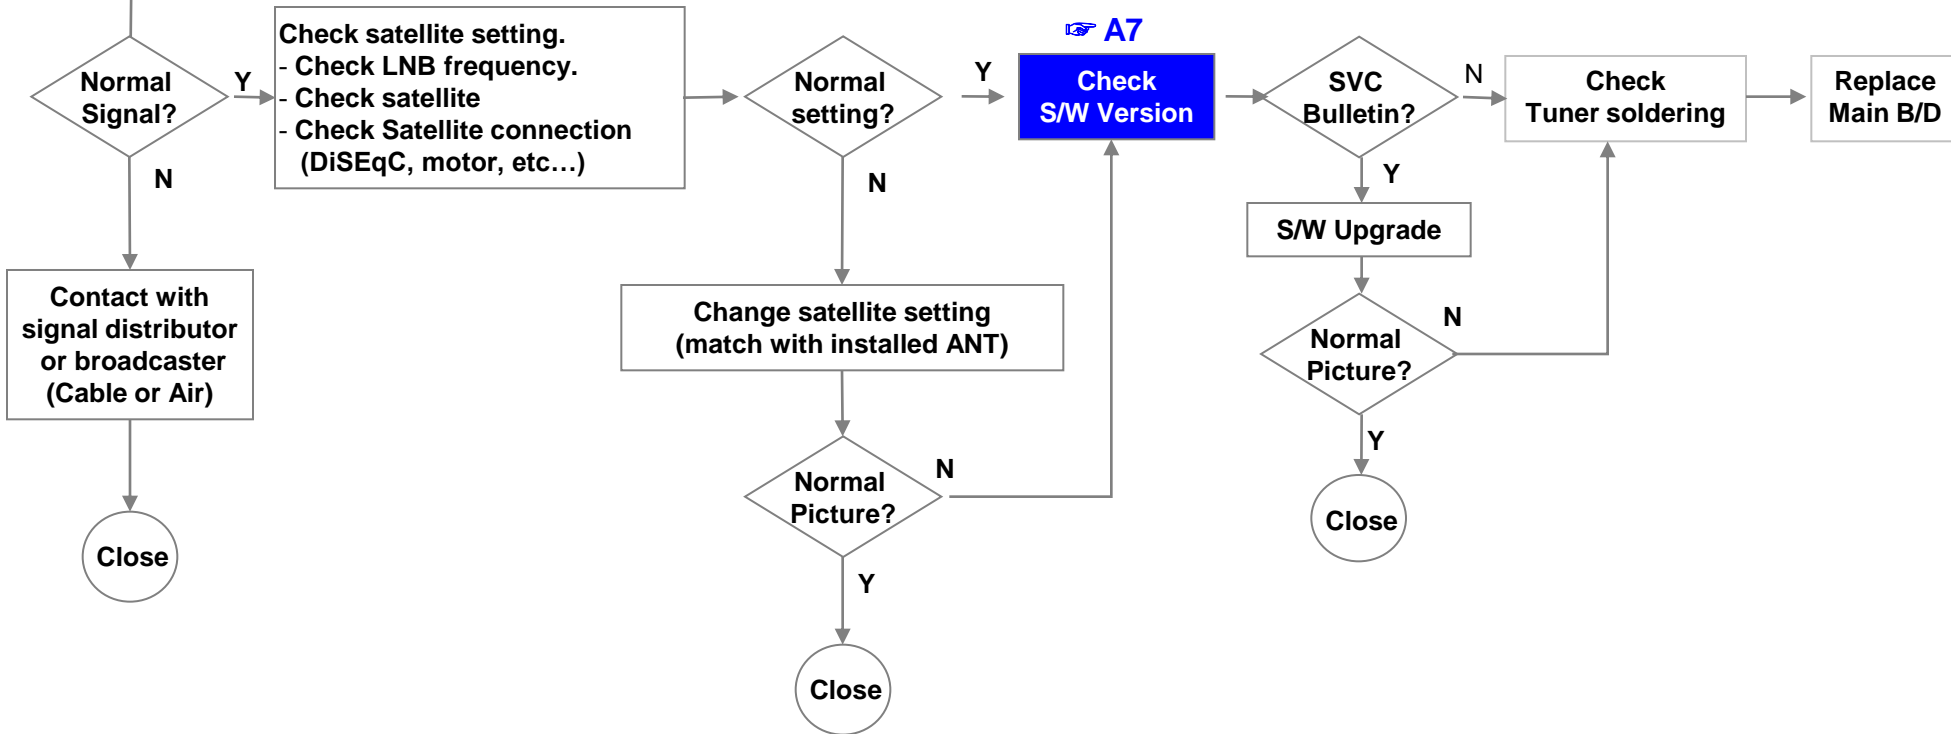 Normal
Signal?
Y
N
Contact with
signal distributor
or broadcaster
(Cable or Air)
Close
Check satellite setting.
- Check LNB frequency.
- Check satellite
- Check Satellite connection
(DiSEqC, motor, etc…)
Normal
setting?
Y
N
Change satellite setting
(match with installed ANT)
Normal
Picture?
N
Y
Close
☞ A7
Check
S/W Version
SVC
Bulletin?
N
Y
S/W Upgrade
Normal
Picture?
N
Y
Close
Check
Tuner soldering
Replace
Main B/D